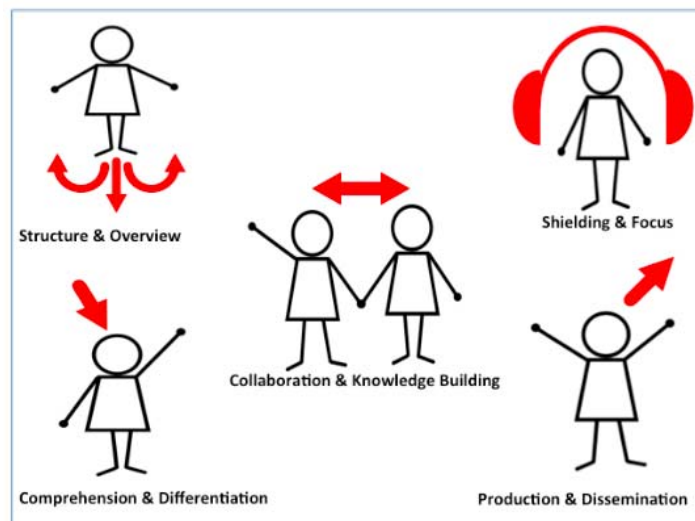 Structure & Overview
Shielding & Focus
Collaboration & Knowledge Building
Comprehension & Differentiation
Production & Dissemination